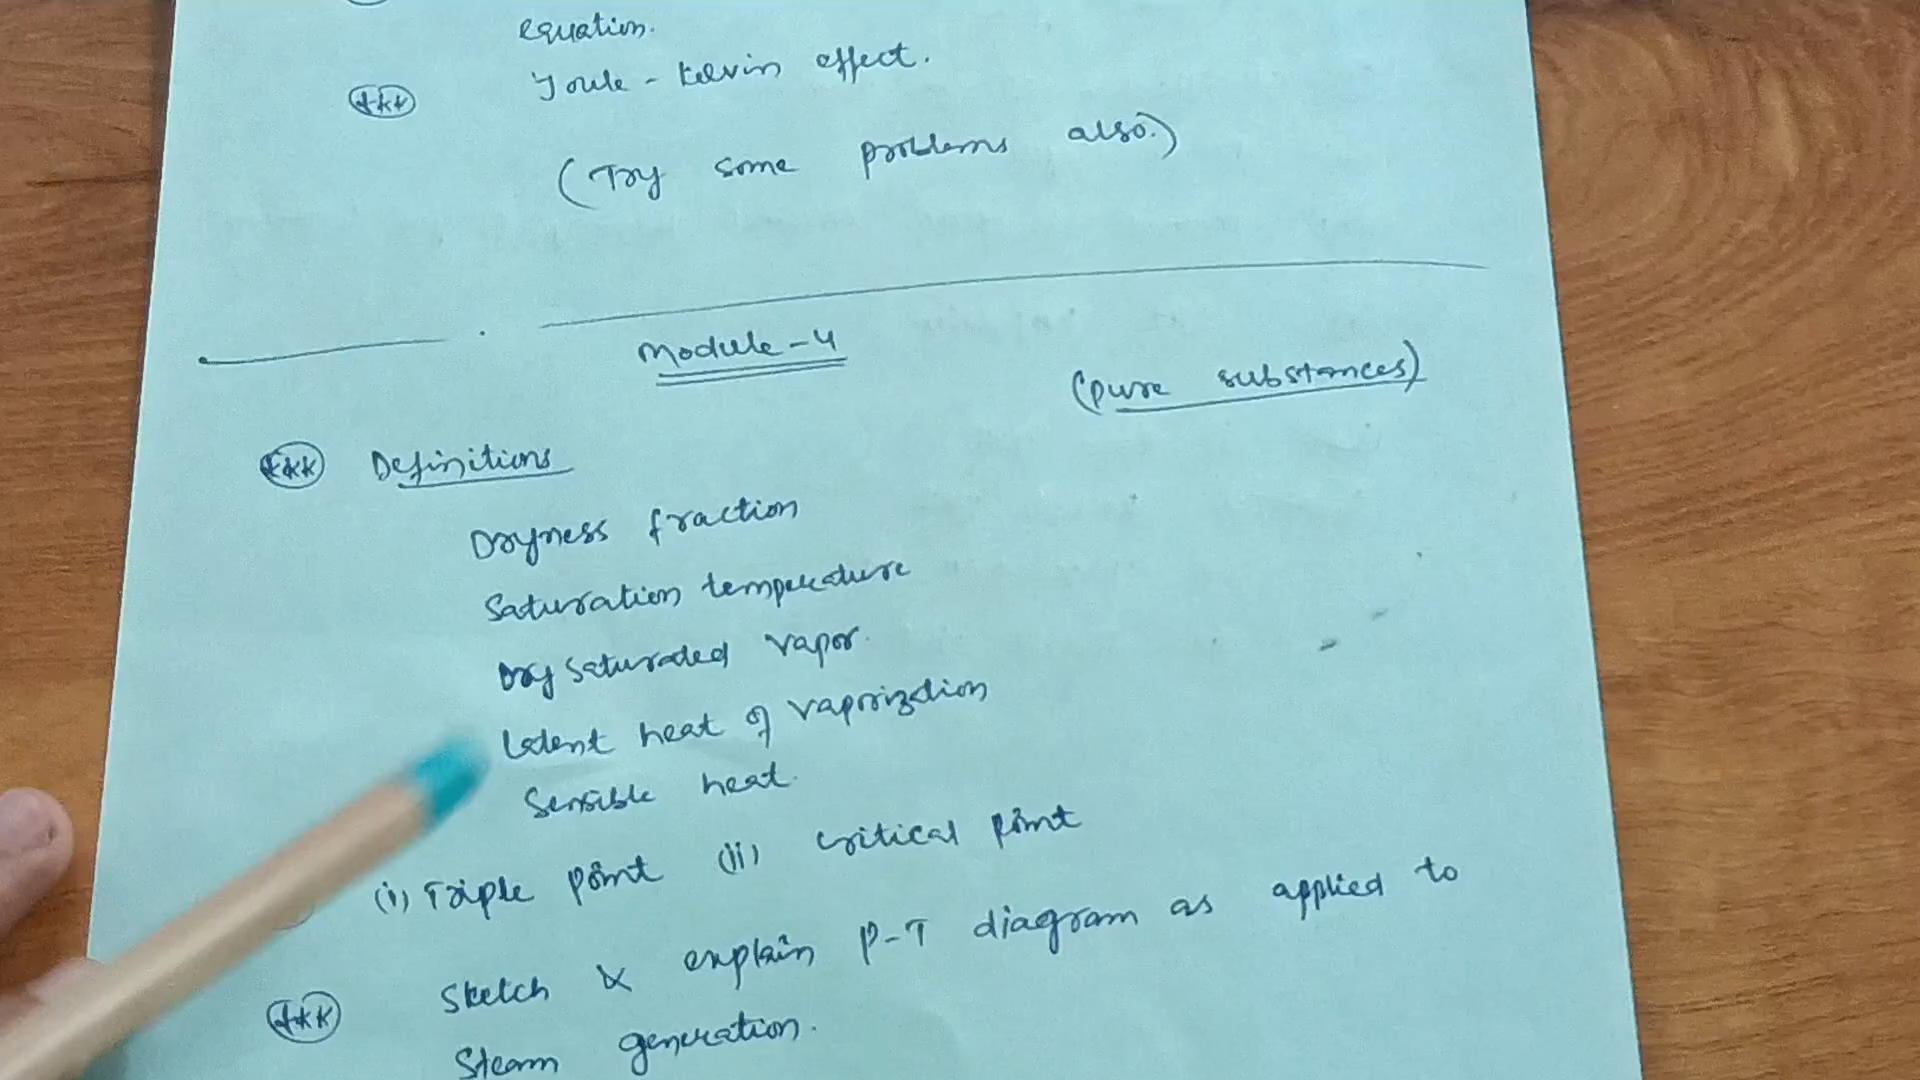 equation.
Joule - Kelvin effect.
(Try some problems also.)
Module - 4
(pure substances)
*** Definitions
Dryness fraction
Saturation temperature
Dry saturated vapor.
Latent heat of vaporization
Sensible heat.
(i) Triple point (ii) critical point
Sketch & explain P-T diagram as applied to
*** Steam generation.